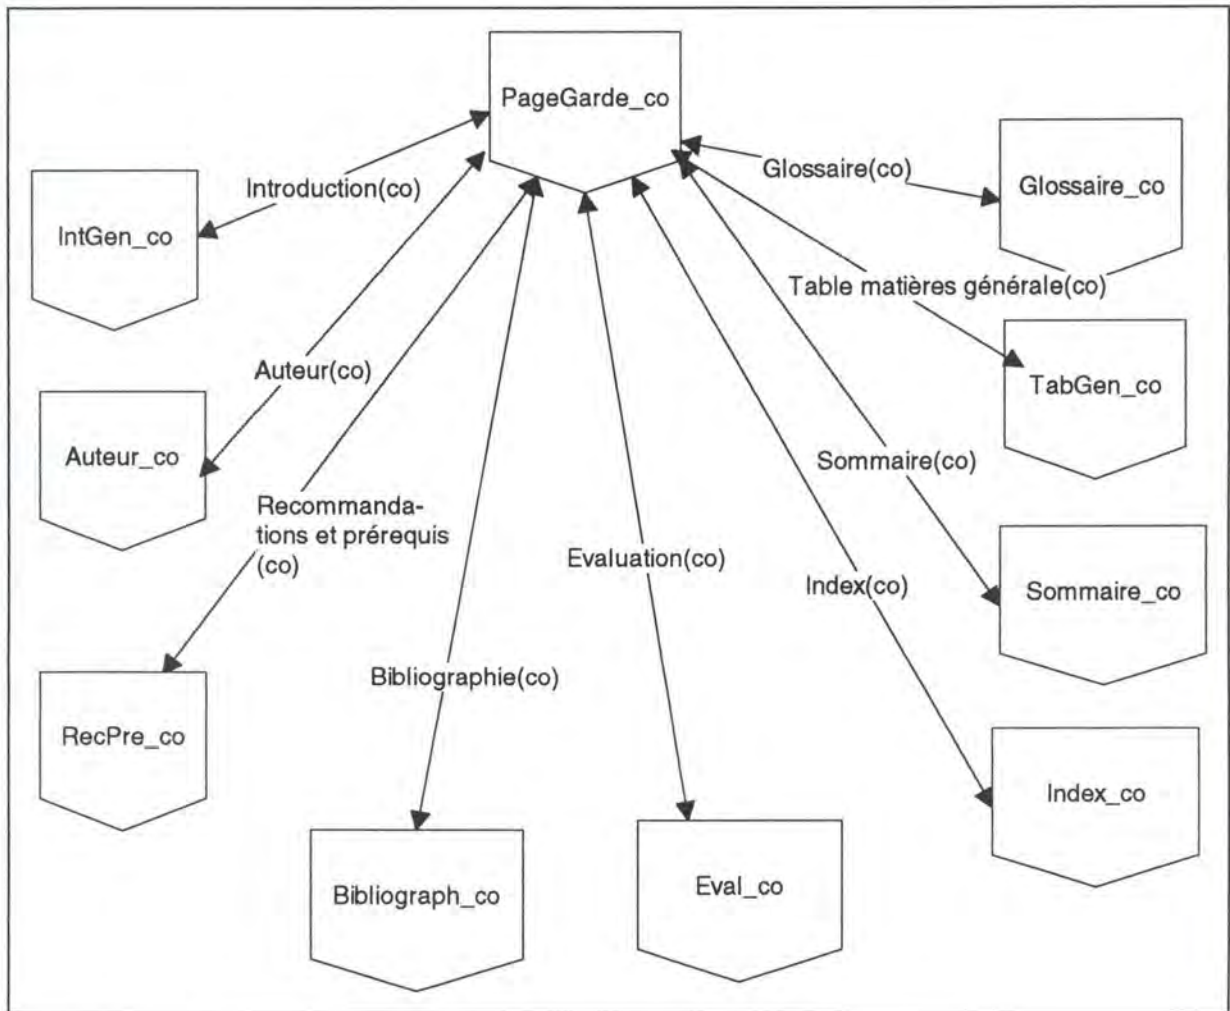 PageGarde_co
Glossaire(co)
Glossaire_co
Introduction(co)
IntGen_co
Table matières générale(co)
TabGen_co
Auteur(co)
Auteur_co
Sommaire(co)
Recommanda-
tions et prérequis
(co)
Evaluation(co)
Index(co)
Sommaire_co
Bibliographie(co)
RecPre_co
Index_co
Bibliograph_co
Eval_co